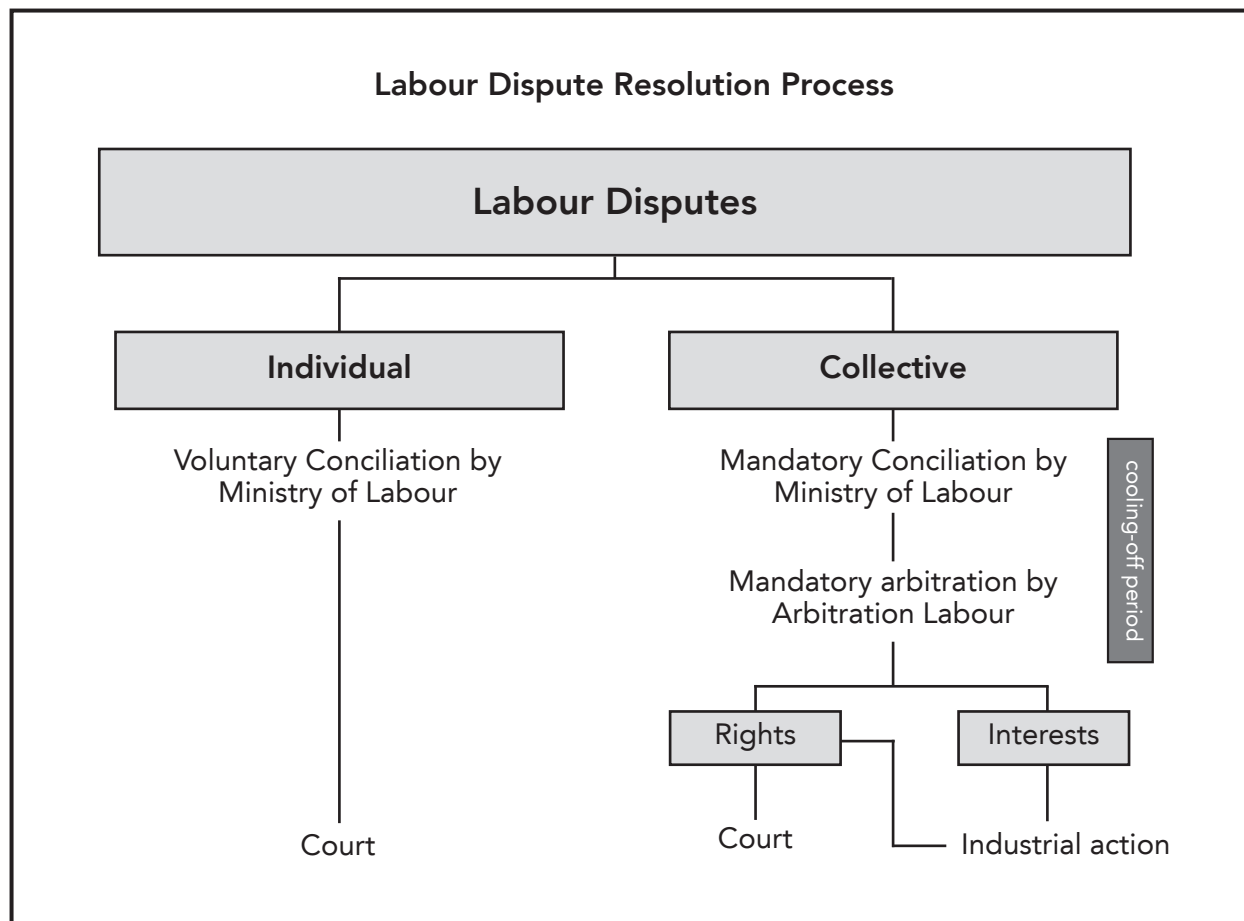 Labour Dispute Resolution Process
Labour Disputes
Individual
Collective
Voluntary Conciliation by
Ministry of Labour
Mandatory Conciliation by
Ministry of Labour
cooling-off period
Mandatory arbitration by
Arbitration Labour
Rights
Interests
Court
Court
Industrial action